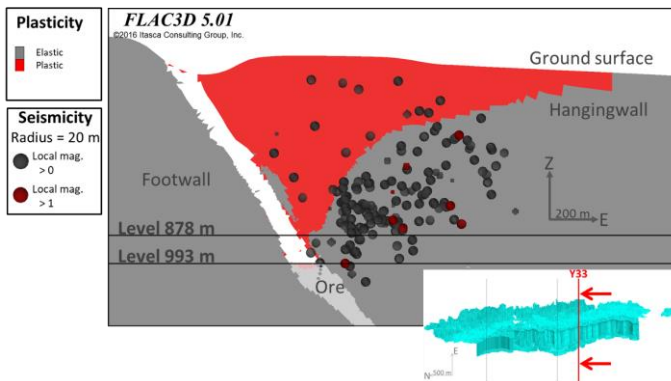 Plasticity
Elastic
Plastic
Seismicity
Radius = 20 m
Local mag.
> 0
Local mag.
> 1
FLAC3D 5.01
©2016 Itasca Consulting Group, Inc.
Ground surface
Hangingwall
Footwall
Z
200 m
E
Level 878 m
Level 993 m
Ore
Y33
E
N
500 m